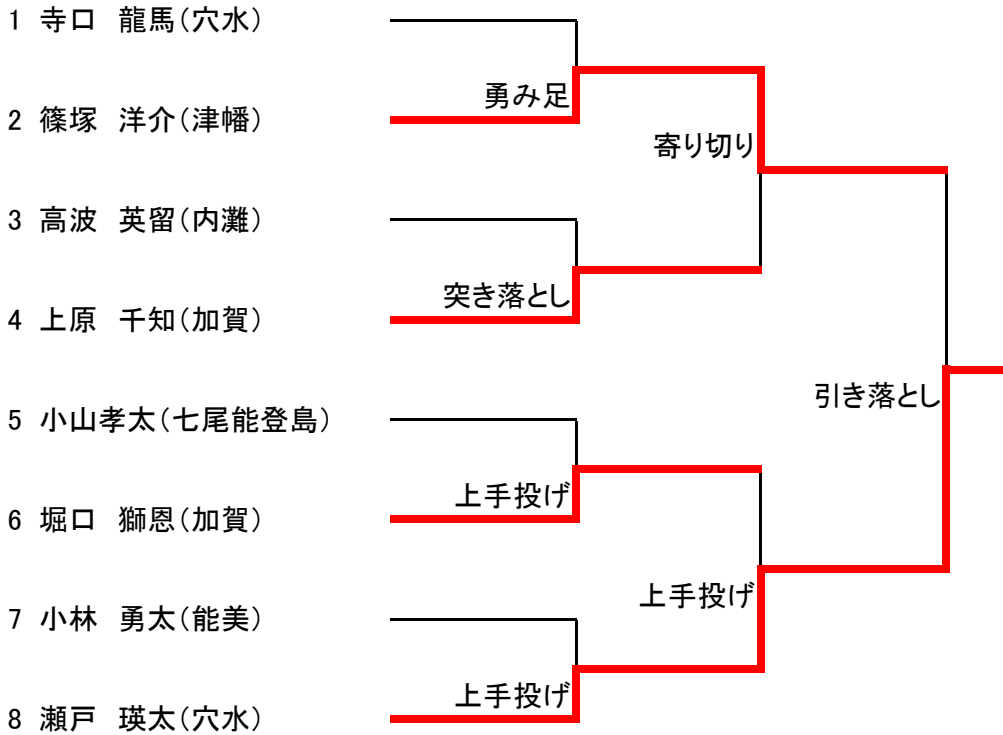 1 寺口 龍馬（穴水）
勇み足
2 篠塚 洋介（津幡）
寄り切り
3 高波 英留（内灘）
突き落とし
4 上原 千知（加賀）
引き落とし
5 小山孝太（七尾能登島）
上手投げ
6 堀口 獅恩（加賀）
上手投げ
7 小林 勇太（能美）
上手投げ
8 瀬戸 瑛太（穴水）